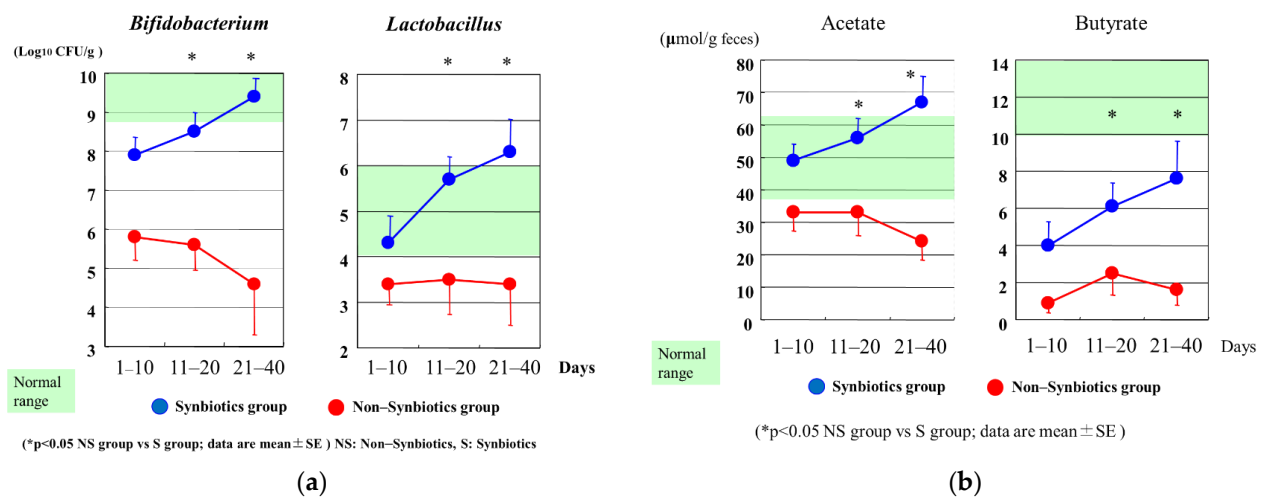 Bifidobacterium
Lactobacillus
(Log10 CFU/g )
* *
* *
10
9
8
7
6
5
4
3
8
7
6
5
4
3
2
1–10 11–20 21–40
1–10 11–20 21–40 Days
Normal
range
Synbiotics group
Non–Synbiotics group
(*p<0.05 NS group vs S group; data are mean±SE ) NS: Non–Synbiotics, S: Synbiotics
(a)
Acetate
Butyrate
(μmol/g feces)
* *
* *
80
70
60
50
40
30
20
10
0
14
12
10
8
6
4
2
0
1–10 11–20 21–40
1–10 11–20 21–40 Days
Normal
range
Synbiotics group
Non–Synbiotics group
(*p<0.05 NS group vs S group; data are mean±SE )
(b)